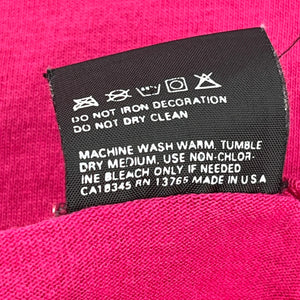 DO NOT IRON DECORATION
DO NOT DRY CLEAN
MACHINE WASH WARM, TUMBLE
DRY MEDIUM, USE NON-CHLOR-
INE BLEACH ONLY IF NEEDED
CA18345 RN 13765 MADE IN U.S.A